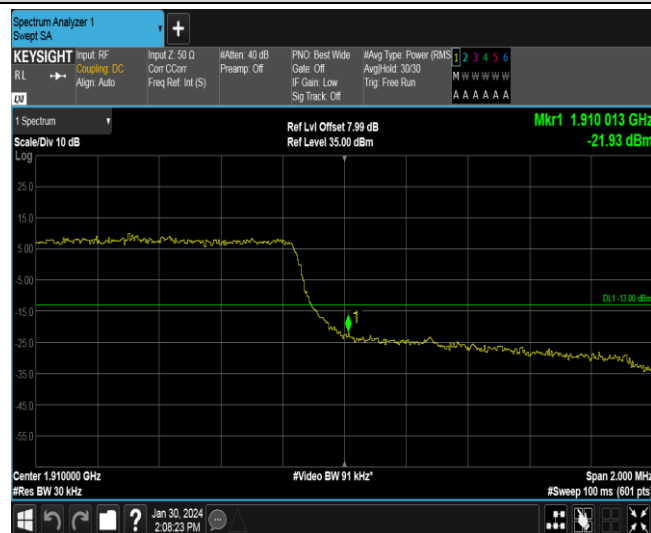 Spectrum Analyzer 1
Swept SA
+
KEYSIGHT
RL
Input: RF
Coupling: DC
Align: Auto
Input Z: 50 Ω
Corr CCorr
Freq Ref: Int (S)
#Atten: 40 dB
Preamp: Off
PNO: Best Wide
Gate: Off
IF Gain: Low
Sig Track: Off
#Avg Type: Power (RMS
Avg|Hold: 30/30
Trig: Free Run
1 2 3 4 5 6
M W W W W W
A A A A A A
LXI
1 Spectrum
Scale/Div 10 dB
Log
Ref Lvl Offset 7.99 dB
Ref Level 35.00 dBm
Mkr1 1.910 013 GHz
-21.93 dBm
25.0
15.0
5.00
-5.00
-15.0
-25.0
-35.0
-45.0
-55.0
DL1 -13.00 dBm
1
Center 1.910000 GHz
#Res BW 30 kHz
#Video BW 91 kHz*
Span 2.000 MHz
#Sweep 100 ms (601 pts)
?
Jan 30, 2024
2:08:23 PM